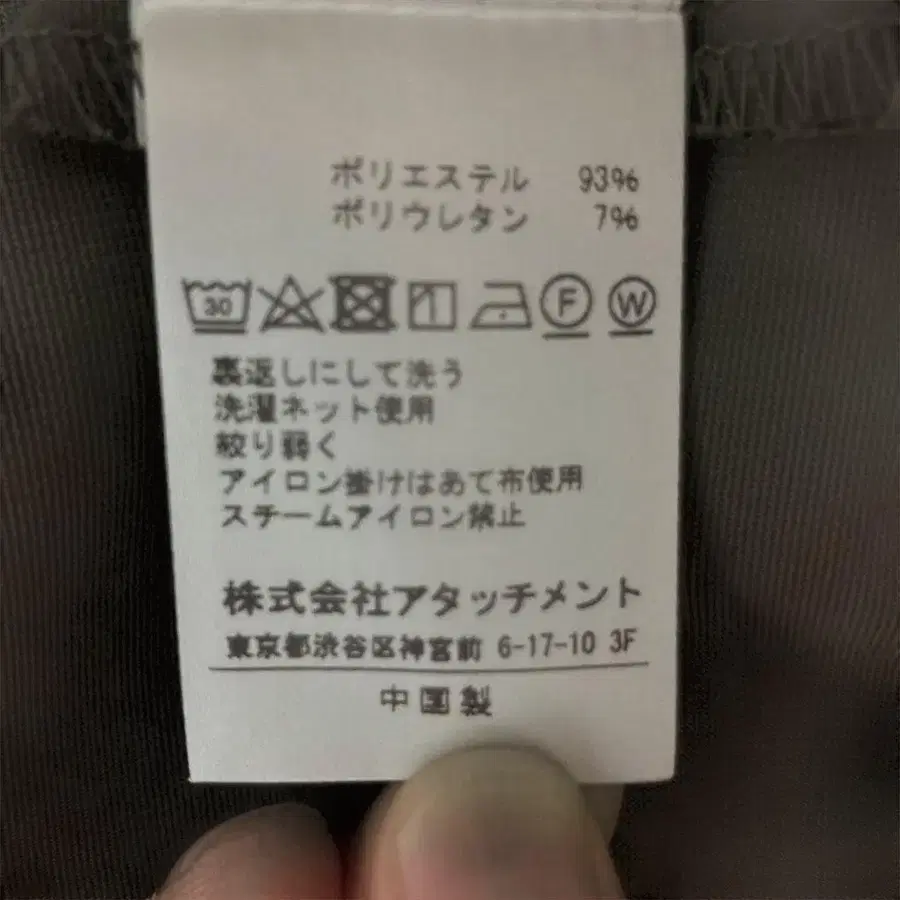 ポリエステル 93%
ポリウレタン 7%
30 F W
裏返しにして洗う
洗濯ネット使用
絞り弱く
アイロン掛けはあて布使用
スチームアイロン禁止
株式会社アタッチメント
東京都渋谷区神宮前 6-17-10 3F
中国製